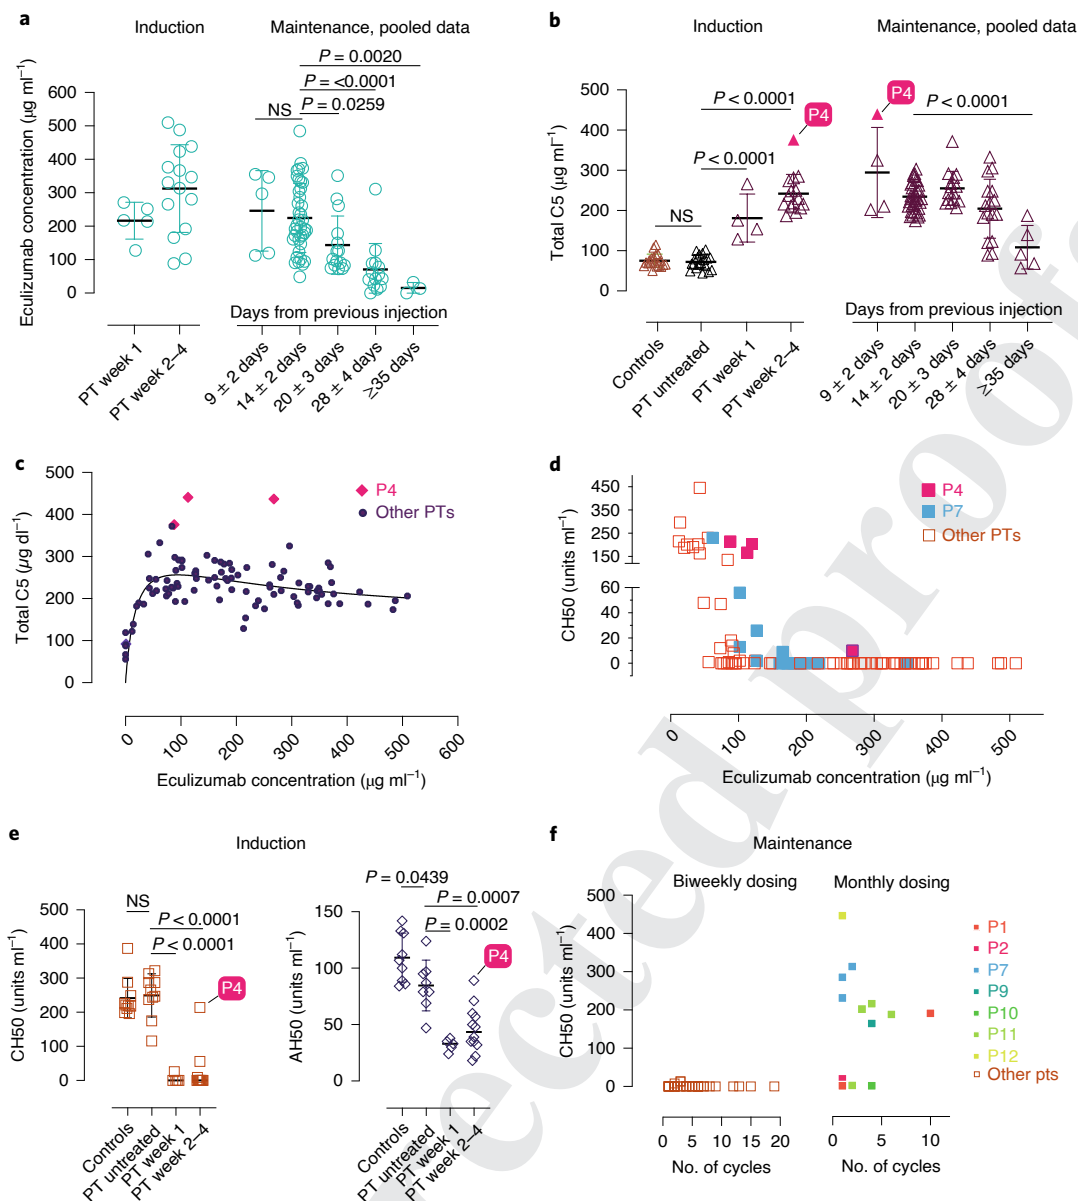 a
Induction
Maintenance, pooled data
P = 0.0020
P = <0.0001
NS
P = 0.0259
Eculizumab concentration (µg ml⁻¹)
600
500
400
300
200
100
0
Days from previous injection
PT week 1
PT week 2–4
9 ± 2 days
14 ± 2 days
20 ± 3 days
28 ± 4 days
≥35 days
b
Induction
Maintenance, pooled data
P < 0.0001
P4
P4
P < 0.0001
P < 0.0001
NS
Total C5 (µg ml⁻¹)
500
400
300
200
100
0
Days from previous injection
Controls
PT untreated
PT week 1
PT week 2–4
9 ± 2 days
14 ± 2 days
20 ± 3 days
28 ± 4 days
≥35 days
c
Total C5 (µg dl⁻¹)
500
400
300
200
100
0
P4
Other PTs
0
100
200
300
400
500
600
Eculizumab concentration (µg ml⁻¹)
d
CH50 (units ml⁻¹)
450
350
250
150
60
40
20
0
P4
P7
Other PTs
0
100
200
300
400
500
Eculizumab concentration (µg ml⁻¹)
e
Induction
NS
P < 0.0001
P < 0.0001
P4
CH50 (units ml⁻¹)
500
400
300
200
100
0
Controls
PT untreated
PT week 1
PT week 2–4
P = 0.0439
P = 0.0007
P = 0.0002
P4
AH50 (units ml⁻¹)
150
100
50
0
Controls
PT untreated
PT week 1
PT week 2–4
f
Maintenance
Biweekly dosing
Monthly dosing
CH50 (units ml⁻¹)
500
400
300
200
400
0
0 5 10 15 20
No. of cycles
0 5 10
No. of cycles
P1
P2
P7
P9
P10
P11
P12
Other pts
ected proof